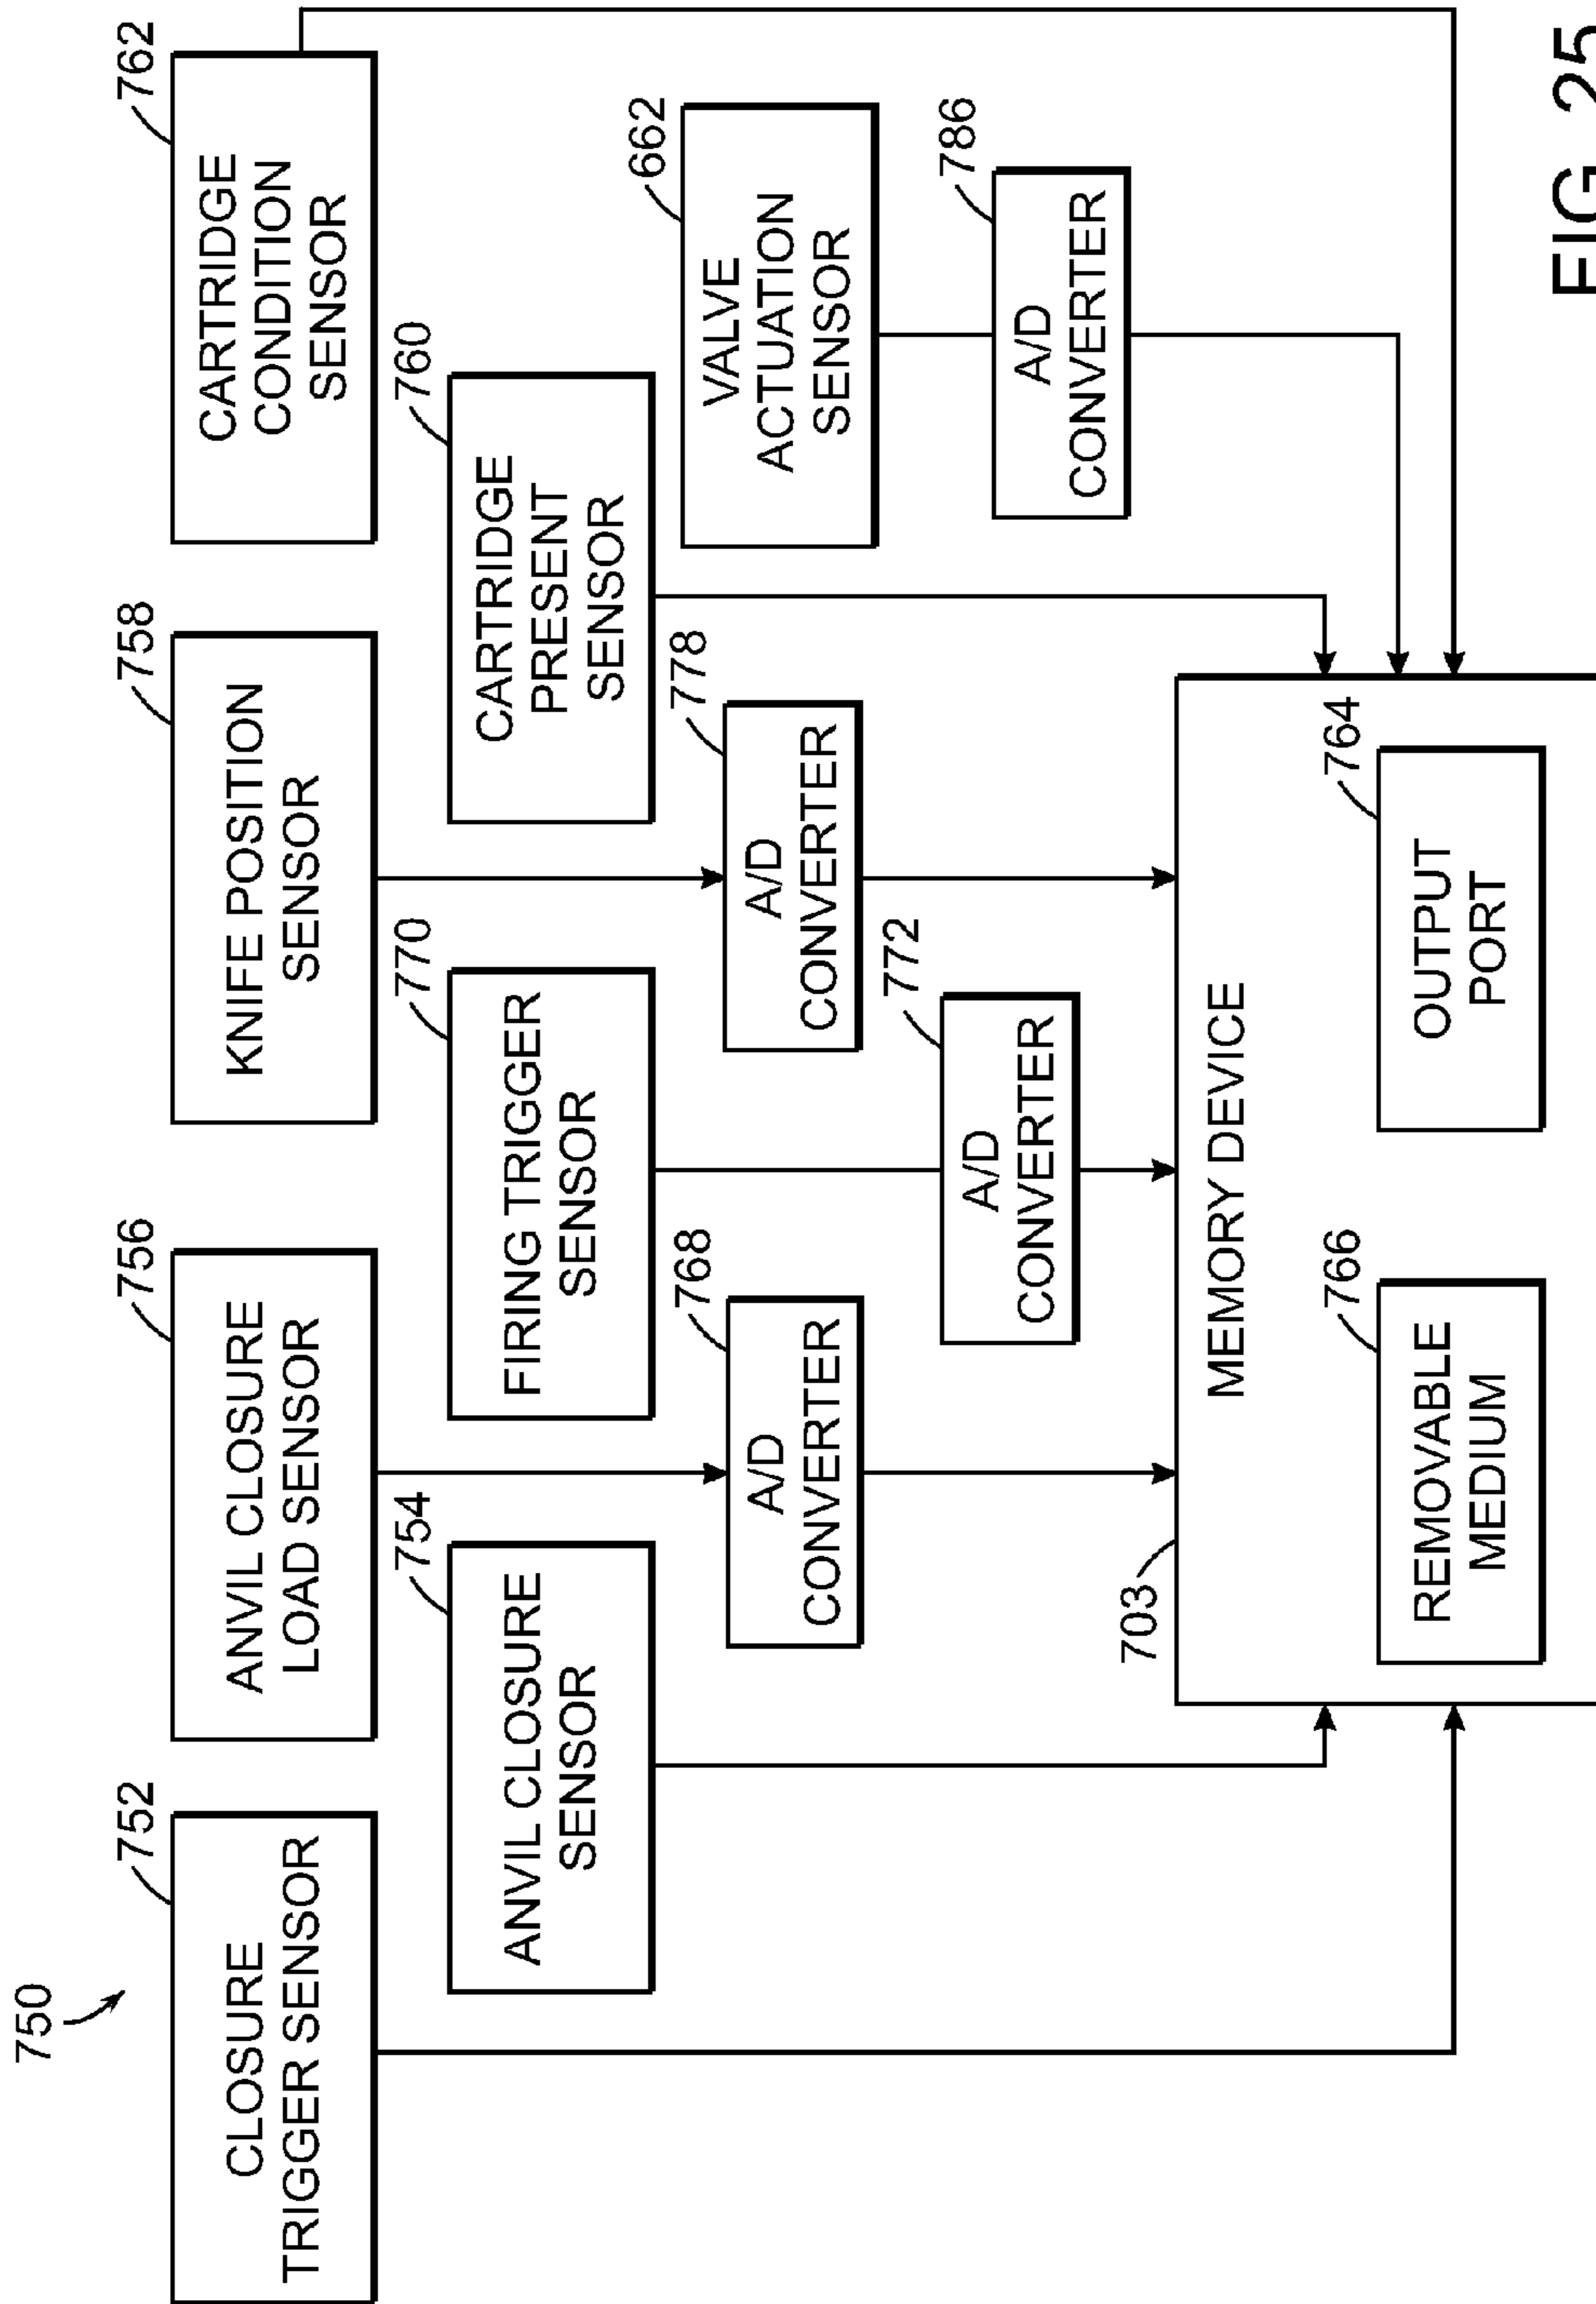 750
752
CLOSURE
TRIGGER SENSOR
756
ANVIL CLOSURE
LOAD SENSOR
758
KNIFE POSITION
SENSOR
762
CARTRIDGE
CONDITION
SENSOR
754
ANVIL CLOSURE
SENSOR
770
FIRING TRIGGER
SENSOR
760
CARTRIDGE
PRESENT
SENSOR
662
VALVE
ACTUATION
SENSOR
768
A/D
CONVERTER
778
A/D
CONVERTER
772
A/D
CONVERTER
786
A/D
CONVERTER
703
MEMORY DEVICE
766
REMOVABLE
MEDIUM
764
OUTPUT
PORT
FIG. 25